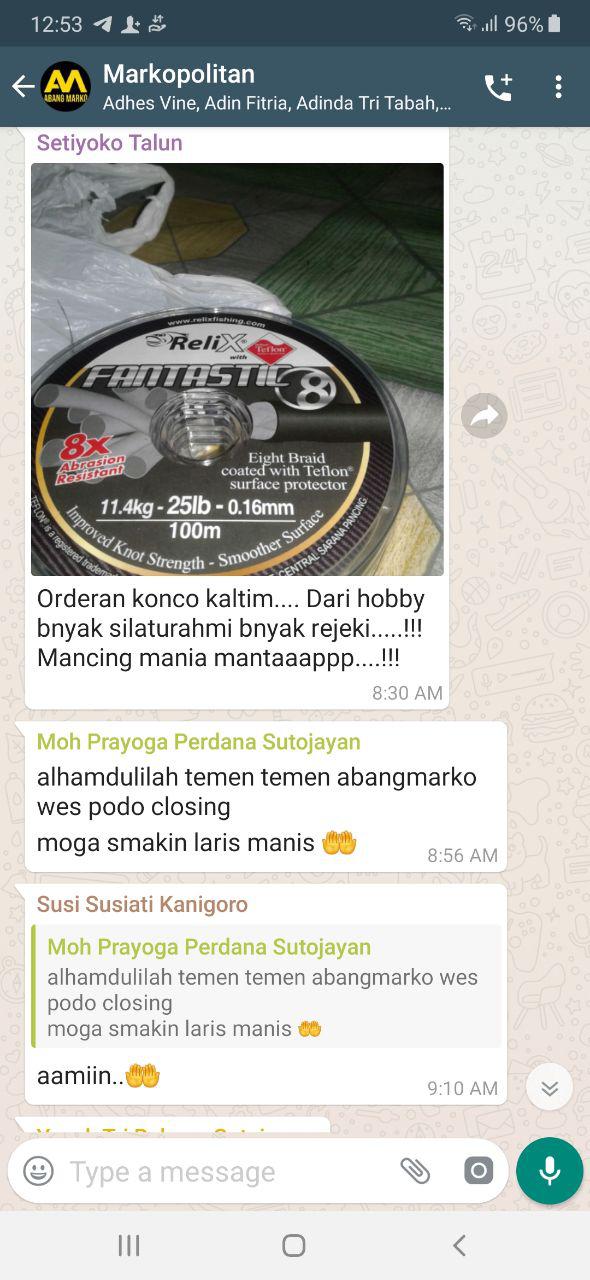 12:53
96%
ABANG MARKO
Markopolitan
Adhes Vine, Adin Fitria, Adinda Tri Tabah,...
Setiyoko Talun
www.relixfishing.com
ReliX
with
Teflon
FANTASTIC 8
8x
Abrasion
Resistant
Eight Braid
coated with Teflon®
surface protector
11.4kg - 25lb - 0.16mm
100m
Improved Knot Strength - Smoother Surface
TEFLON® is a registered trademark
CENTRAL SARANA PANCING
Orderan konco kaltim.... Dari hobby
bnyak silaturahmi bnyak rejeki.....!!!
Mancing mania mantaaappp....!!!
8:30 AM
Moh Prayoga Perdana Sutojayan
alhamdulilah temen temen abangmarko
wes podo closing
moga smakin laris manis 🤲
8:56 AM
Susi Susiati Kanigoro
Moh Prayoga Perdana Sutojayan
alhamdulilah temen temen abangmarko wes
podo closing
moga smakin laris manis 🤲
aamiin..🤲
9:10 AM
Type a message